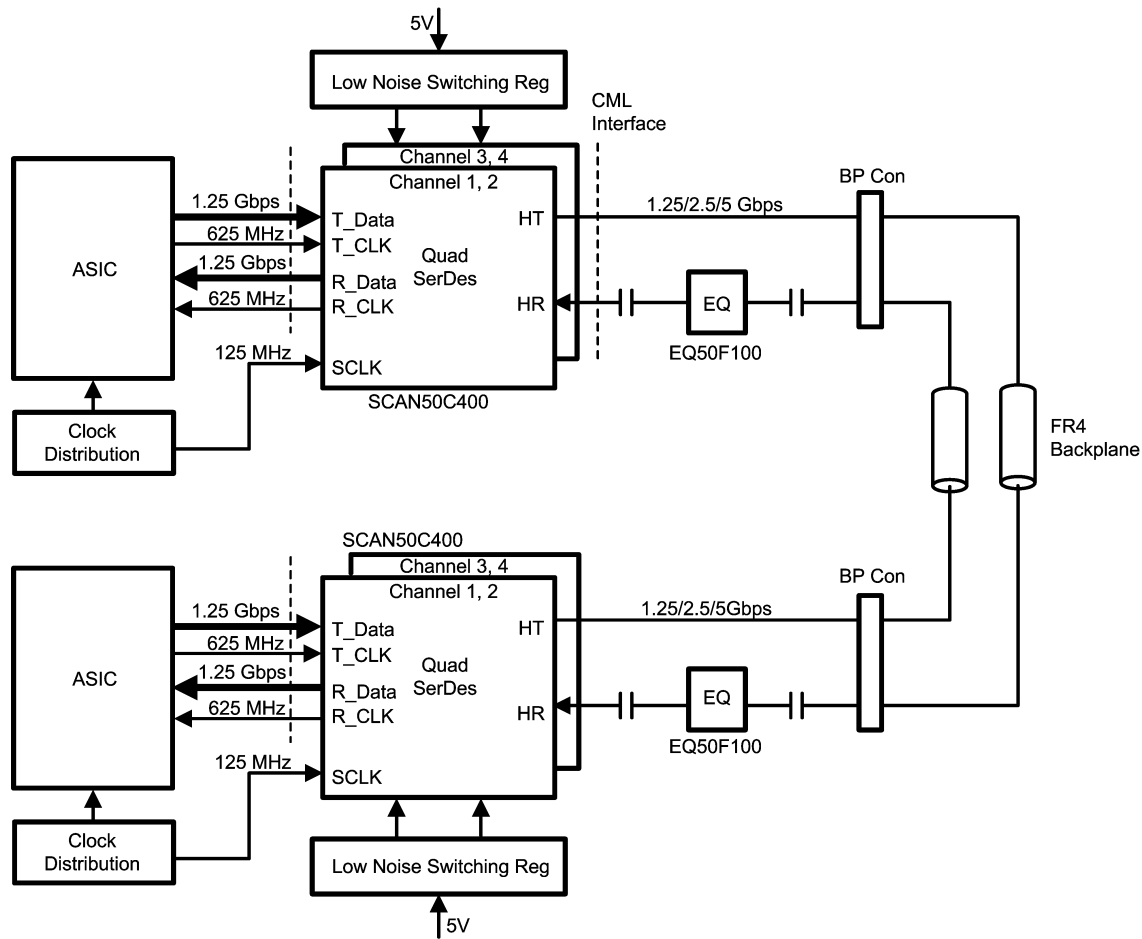 5V
Low Noise Switching Reg
CML
Interface
Channel 3, 4
Channel 1, 2
BP Con
1.25 Gbps
T_Data
HT
1.25/2.5/5 Gbps
625 MHz
T_CLK
ASIC
Quad
SerDes
1.25 Gbps
R_Data
625 MHz
R_CLK
HR
EQ
EQ50F100
125 MHz
SCLK
SCAN50C400
Clock
Distribution
FR4
Backplane
SCAN50C400
Channel 3, 4
Channel 1, 2
BP Con
1.25 Gbps
T_Data
HT
1.25/2.5/5Gbps
625 MHz
T_CLK
ASIC
Quad
SerDes
1.25 Gbps
R_Data
625 MHz
R_CLK
HR
EQ
EQ50F100
125 MHz
SCLK
Clock
Distribution
Low Noise Switching Reg
5V